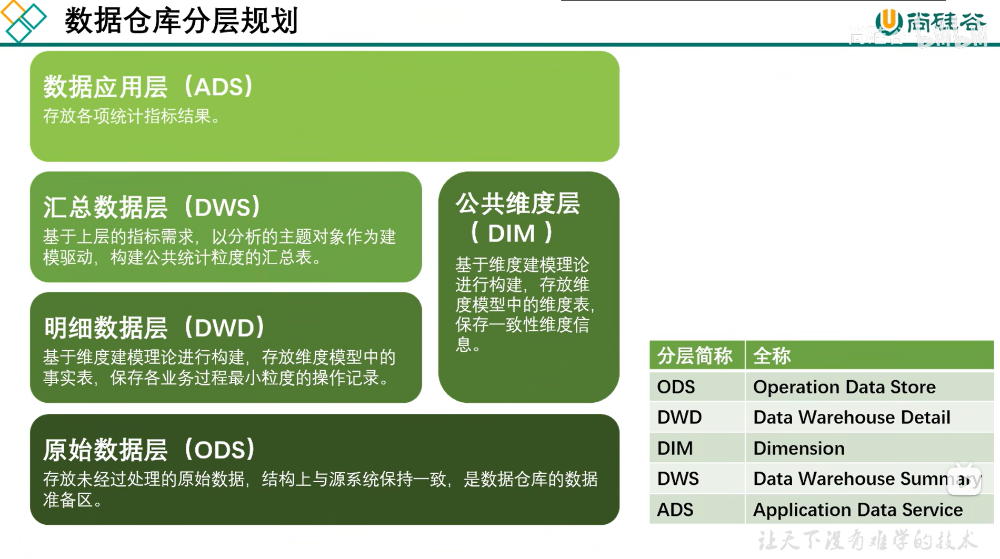 数据仓库分层规划
尚硅谷
尚硅谷 bilibili
数据应用层（ADS）
存放各项统计指标结果。
汇总数据层（DWS）
基于上层的指标需求，以分析的主题对象作为建
模驱动，构建公共统计粒度的汇总表。
公共维度层
（ DIM ）
基于维度建模理论
进行构建，存放维
度模型中的维度表，
保存一致性维度信
息。
明细数据层（DWD）
基于维度建模理论进行构建，存放维度模型中的
事实表，保存各业务过程最小粒度的操作记录。
原始数据层（ODS）
存放未经过处理的原始数据，结构上与源系统保持一致，是数据仓库的数据
准备区。
分层简称 全称
ODS Operation Data Store
DWD Data Warehouse Detail
DIM Dimension
DWS Data Warehouse Summary
ADS Application Data Service
让天下没有难学的技术